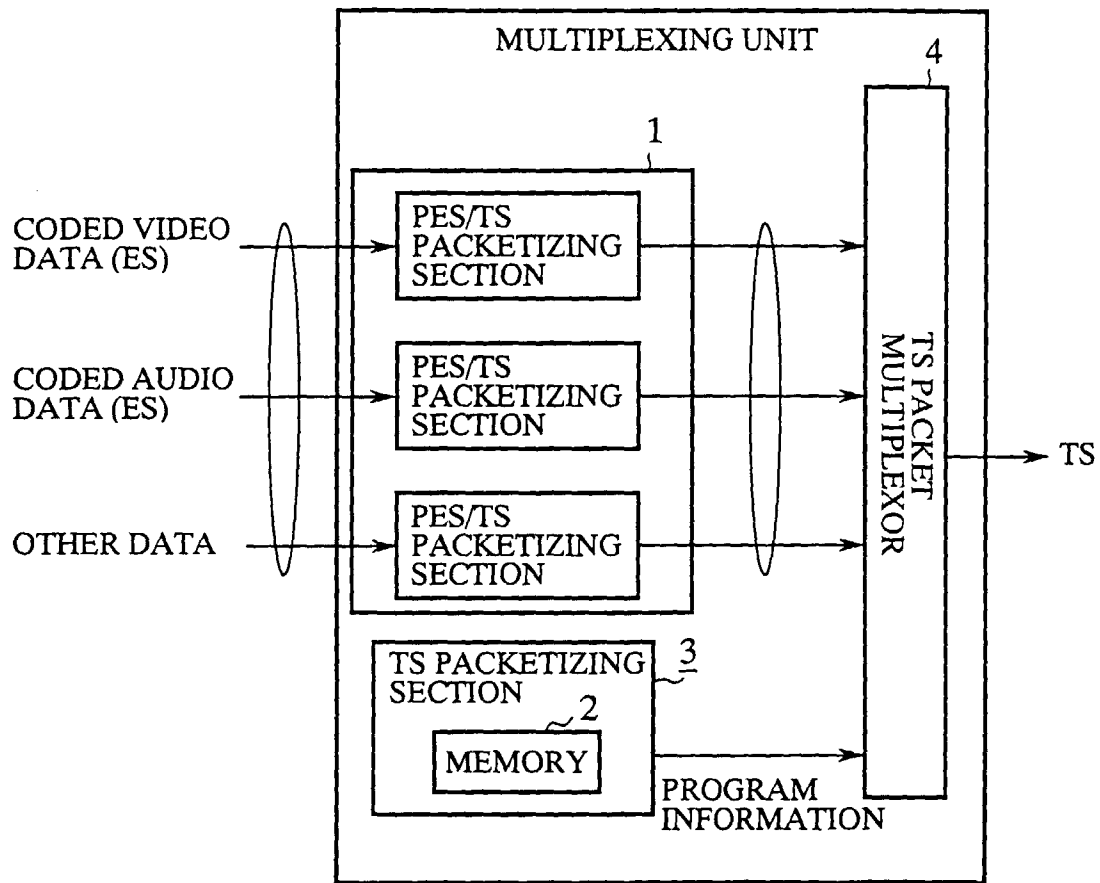 MULTIPLEXING UNIT
4
1
CODED VIDEO
DATA (ES)
PES/TS
PACKETIZING
SECTION
CODED AUDIO
DATA (ES)
PES/TS
PACKETIZING
SECTION
OTHER DATA
PES/TS
PACKETIZING
SECTION
TS PACKET
MULTIPLEXOR
TS
TS PACKETIZING
SECTION
3
2
MEMORY
PROGRAM
INFORMATION